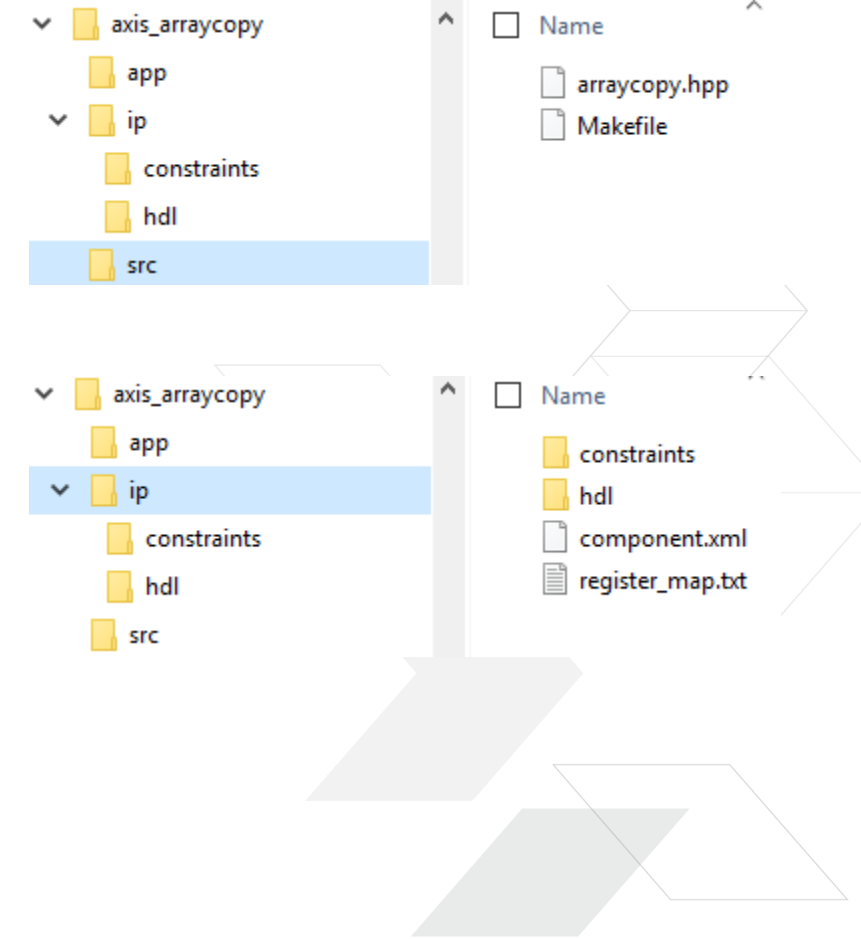 axis_arraycopy
app
ip
constraints
hdl
src
Name
arraycopy.hpp
Makefile
axis_arraycopy
app
ip
constraints
hdl
src
Name
constraints
hdl
component.xml
register_map.txt